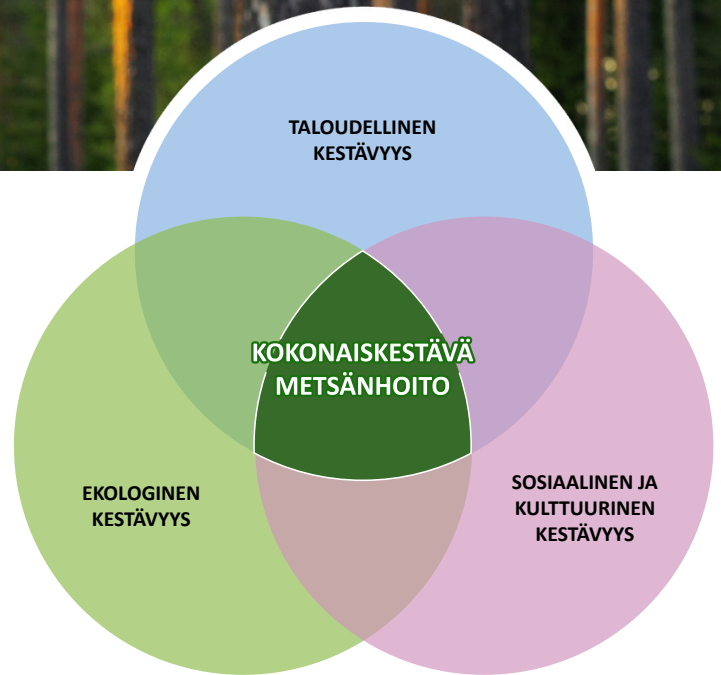 TALOUDELLINEN
KESTÄVYYS
KOKONAISKESTÄVÄ
METSÄNHOITO
EKOLOGINEN
KESTÄVYYS
SOSIAALINEN JA
KULTTUURINEN
KESTÄVYYS